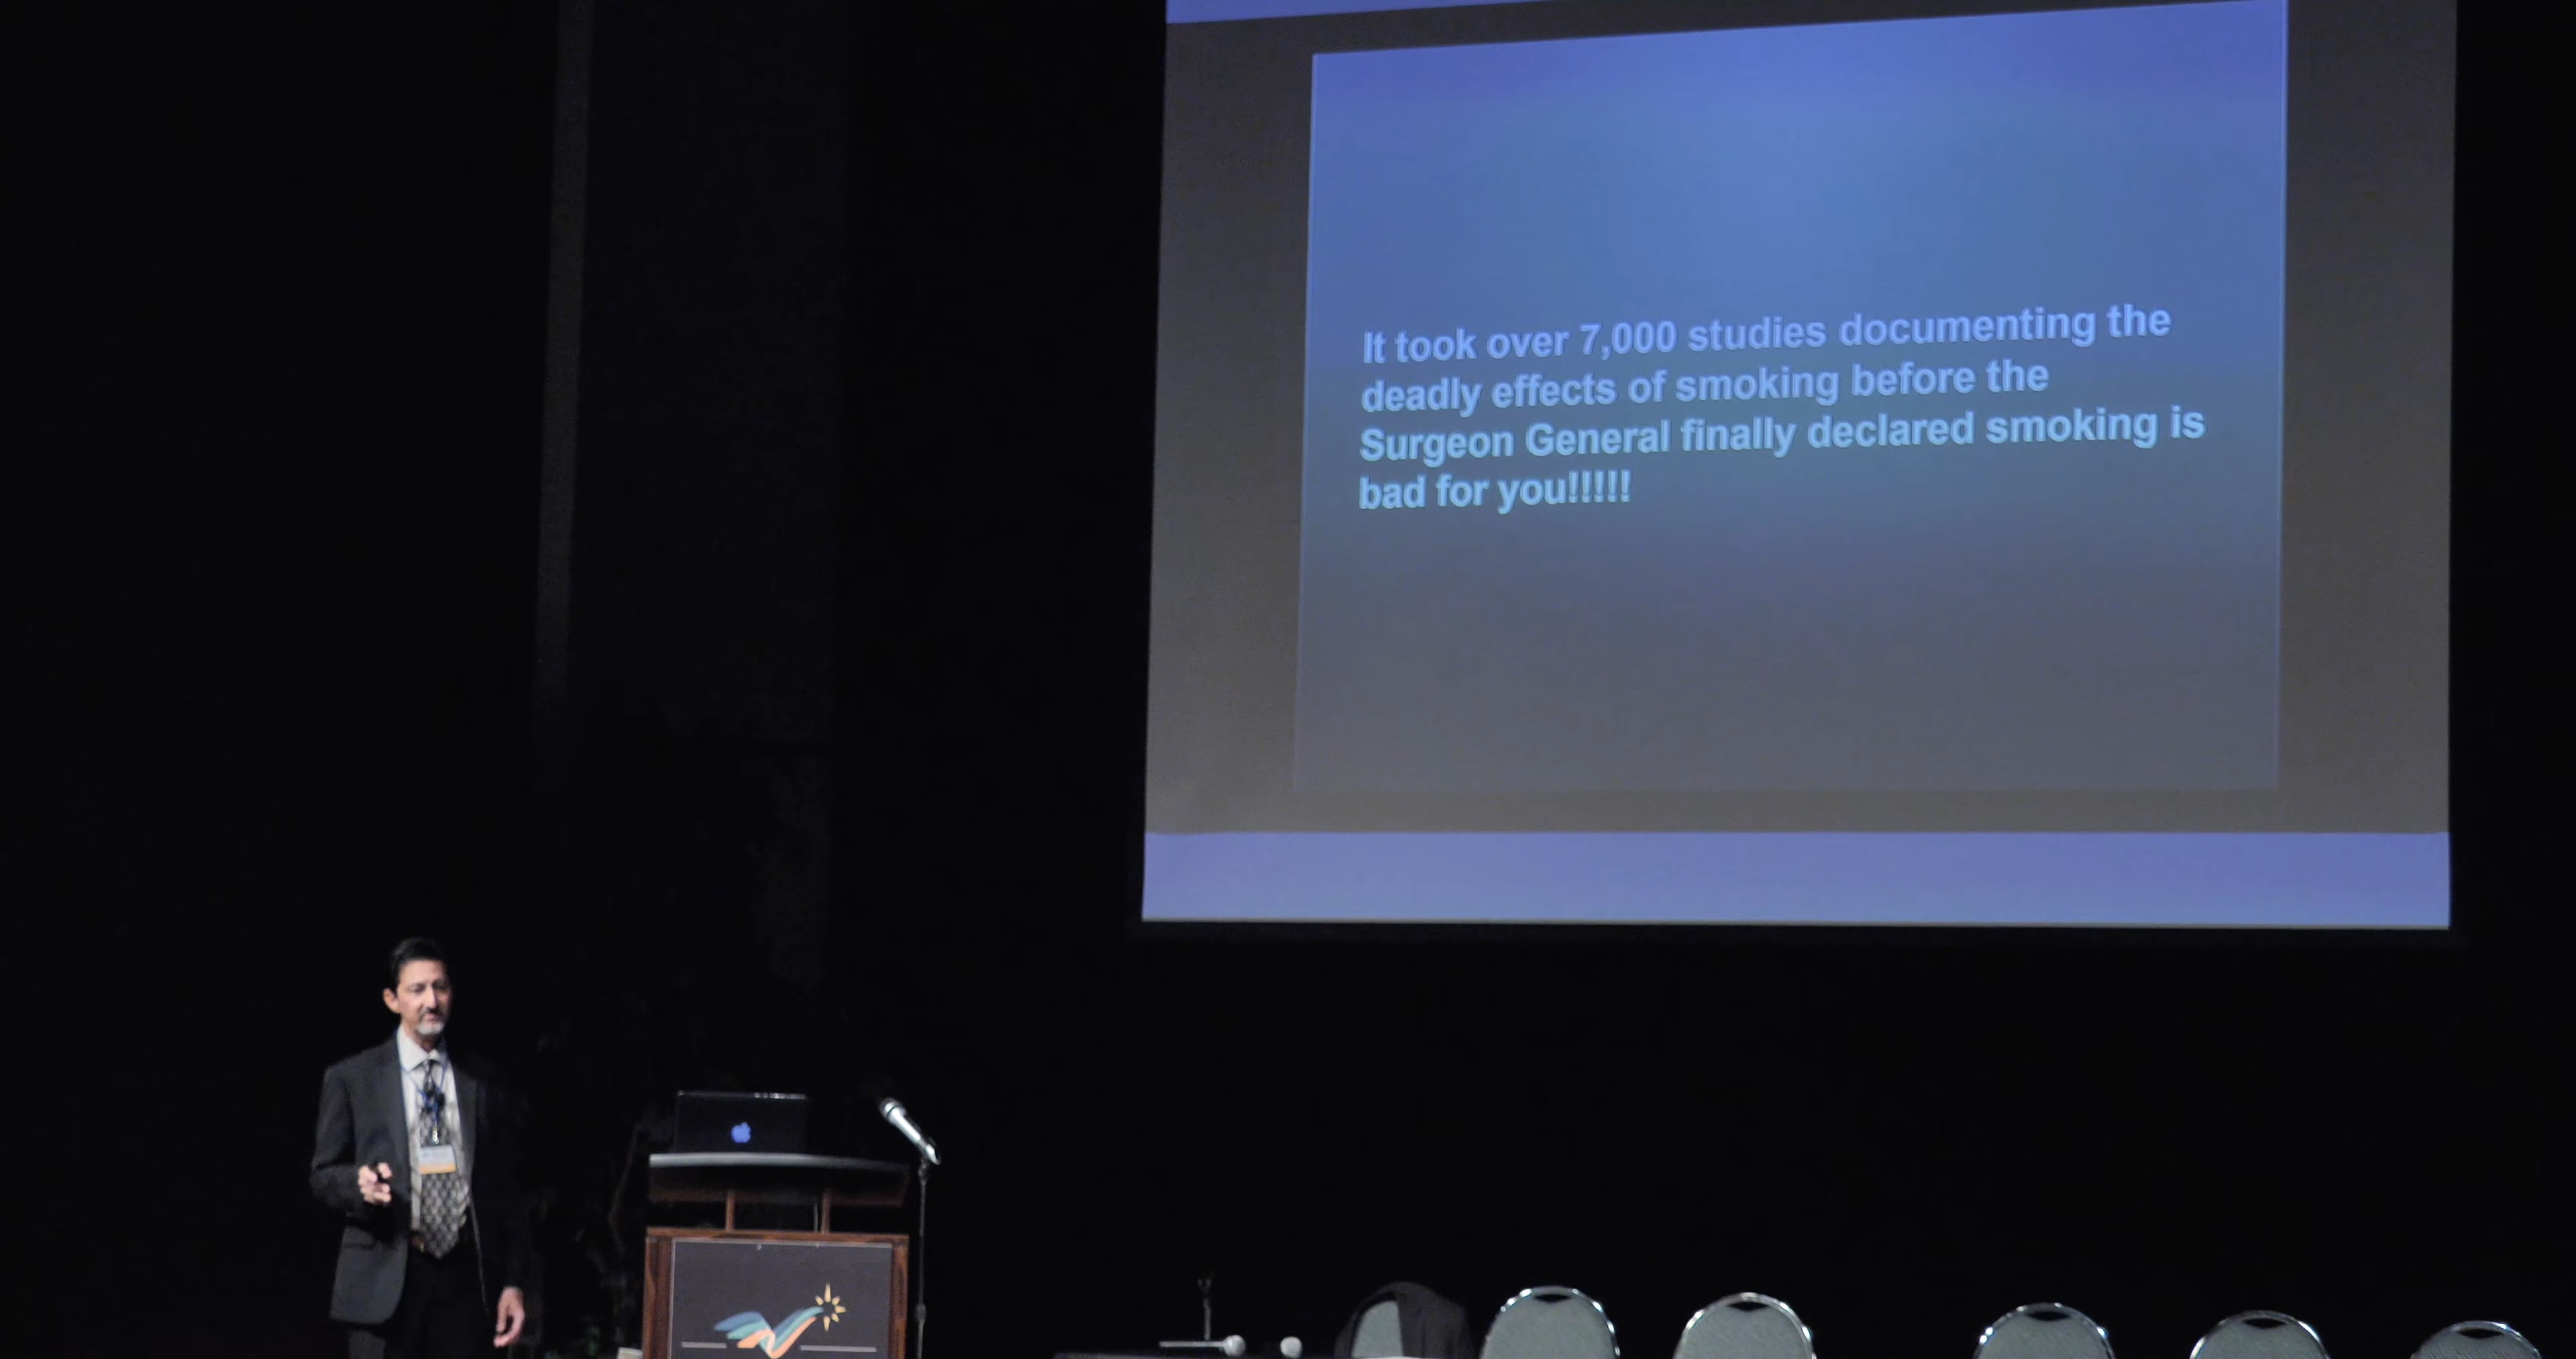 It took over 7,000 studies documenting the
deadly effects of smoking before the
Surgeon General finally declared smoking is
bad for you!!!!!